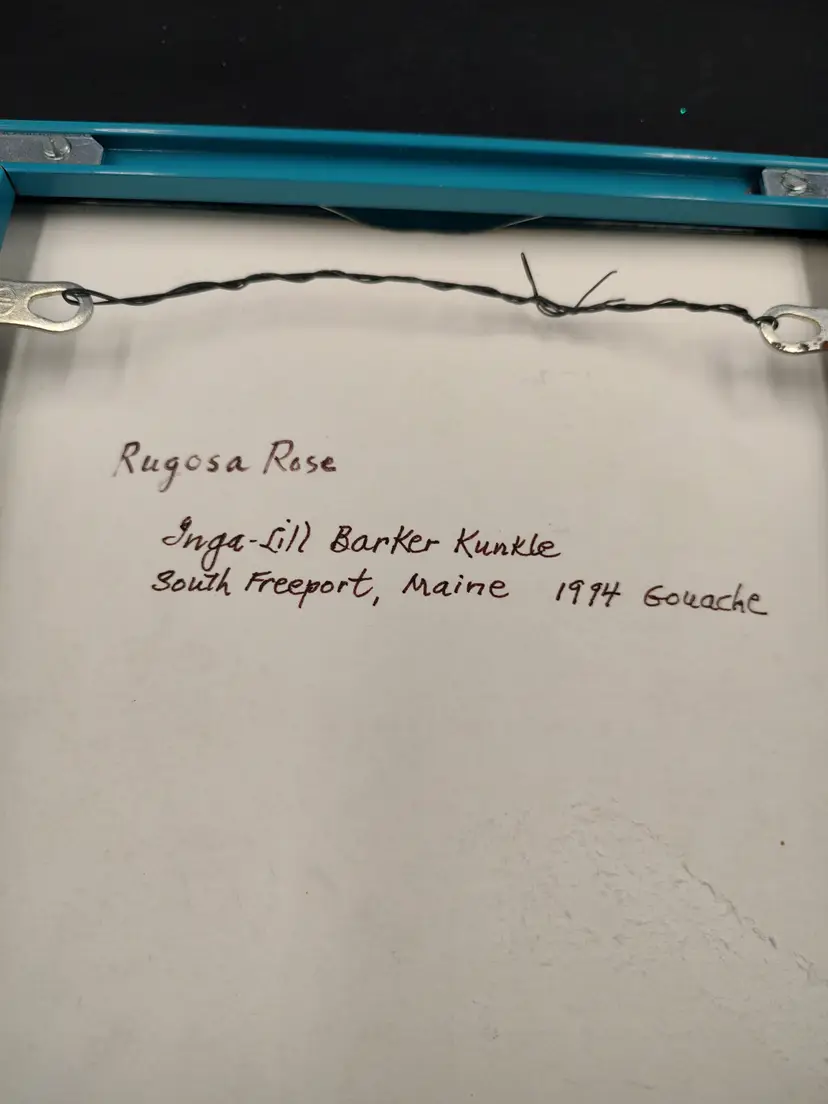 Rugosa Rose
Inga-Lill Barker Kunkle
South Freeport, Maine 1994 Gouache